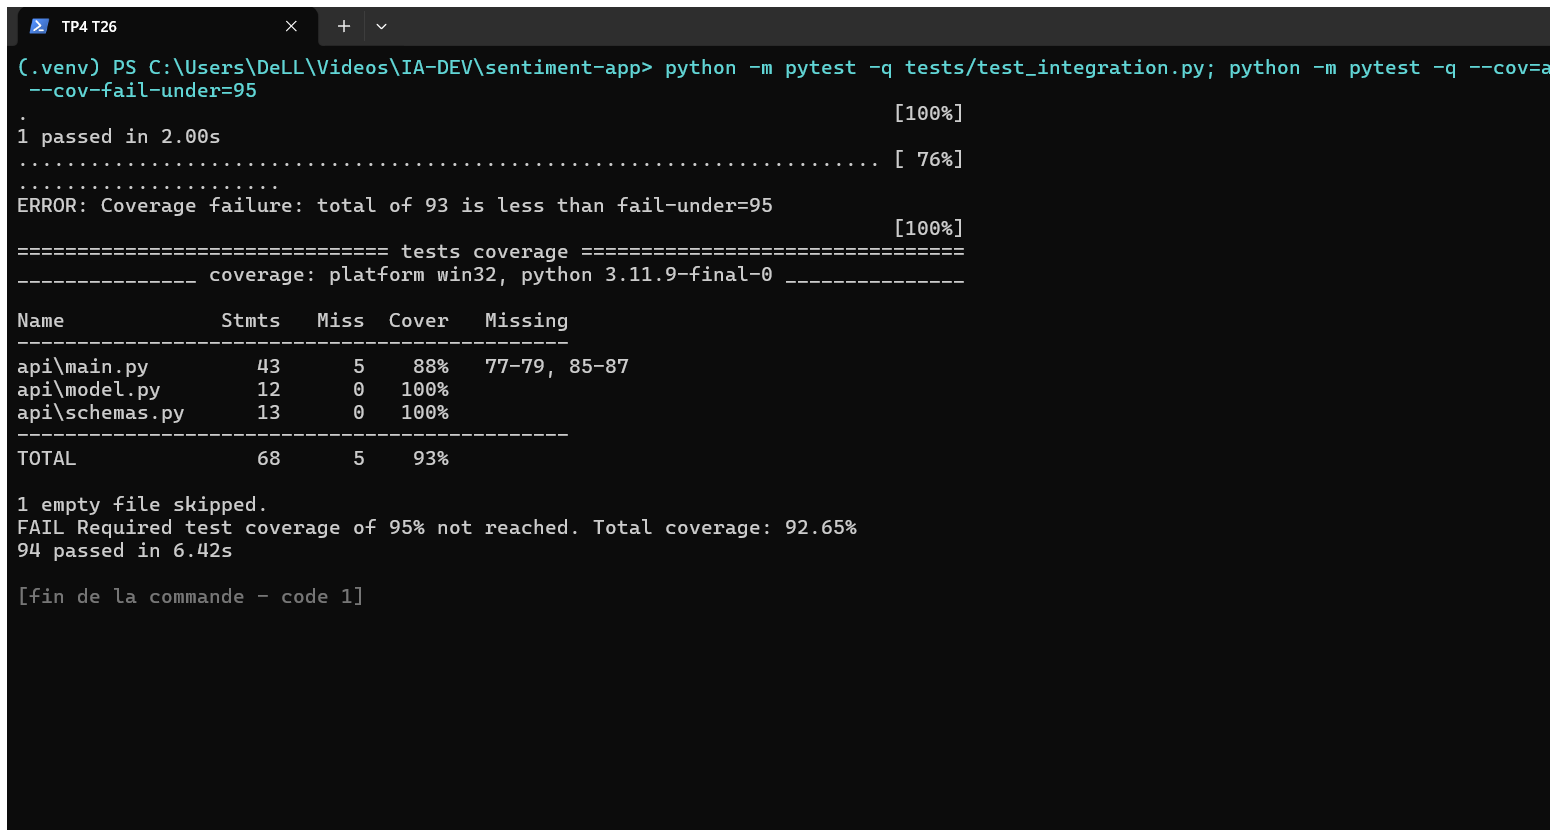 TP4 T26
(.venv) PS C:\Users\DeLL\Videos\IA-DEV\sentiment-app> python -m pytest -q tests/test_integration.py; python -m pytest -q --cov=a
 --cov-fail-under=95
.                                                                        [100%]
1 passed in 2.00s
........................................................................ [ 76%]
......................
ERROR: Coverage failure: total of 93 is less than fail-under=95
                                                                         [100%]
=============================== tests coverage ================================
_______________ coverage: platform win32, python 3.11.9-final-0 _______________

Name             Stmts   Miss  Cover   Missing
----------------------------------------------
api\main.py         43      5    88%   77-79, 85-87
api\model.py        12      0   100%
api\schemas.py      13      0   100%
----------------------------------------------
TOTAL               68      5    93%

1 empty file skipped.
FAIL Required test coverage of 95% not reached. Total coverage: 92.65%
94 passed in 6.42s

[fin de la commande - code 1]